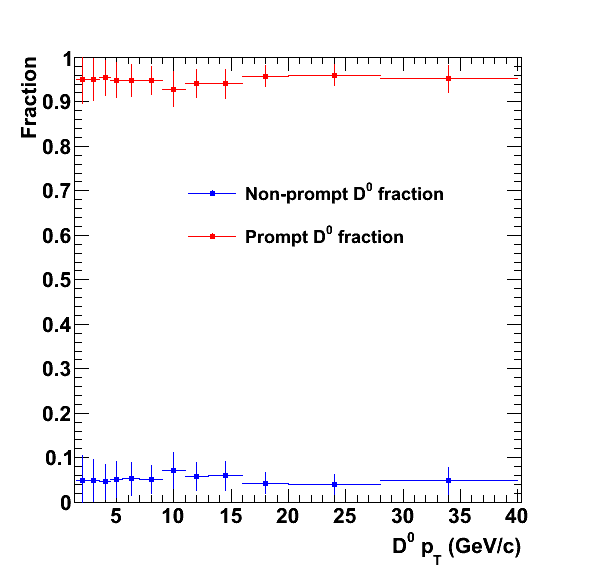 Fraction
1
0.9
0.8
0.7
0.6
0.5
0.4
0.3
0.2
0.1
0
Non-prompt D⁰ fraction
Prompt D⁰ fraction
5 10 15 20 25 30 35 40
D⁰ p_T (GeV/c)